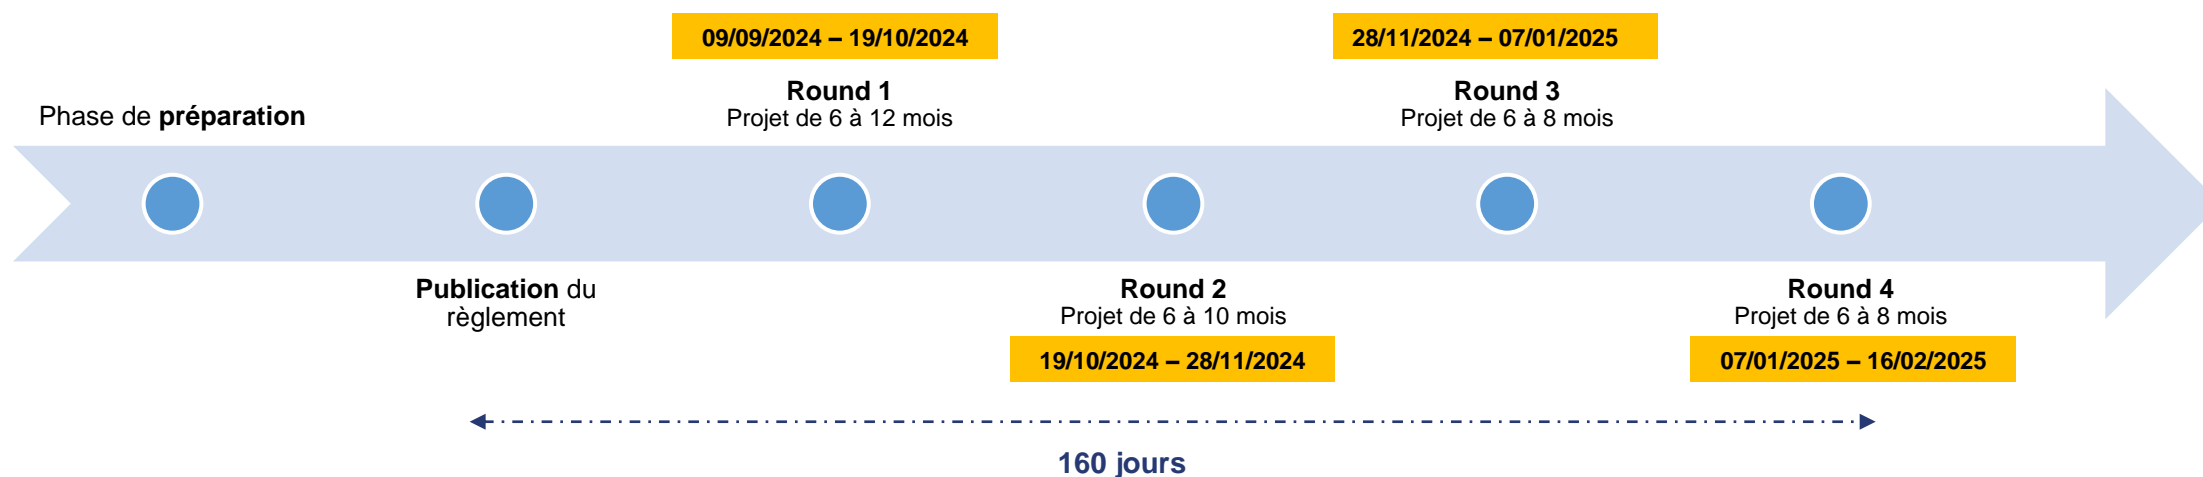 Phase de préparation
Publication du
règlement
09/09/2024 – 19/10/2024
Round 1
Projet de 6 à 12 mois
Round 2
Projet de 6 à 10 mois
19/10/2024 – 28/11/2024
28/11/2024 – 07/01/2025
Round 3
Projet de 6 à 8 mois
Round 4
Projet de 6 à 8 mois
07/01/2025 – 16/02/2025
160 jours